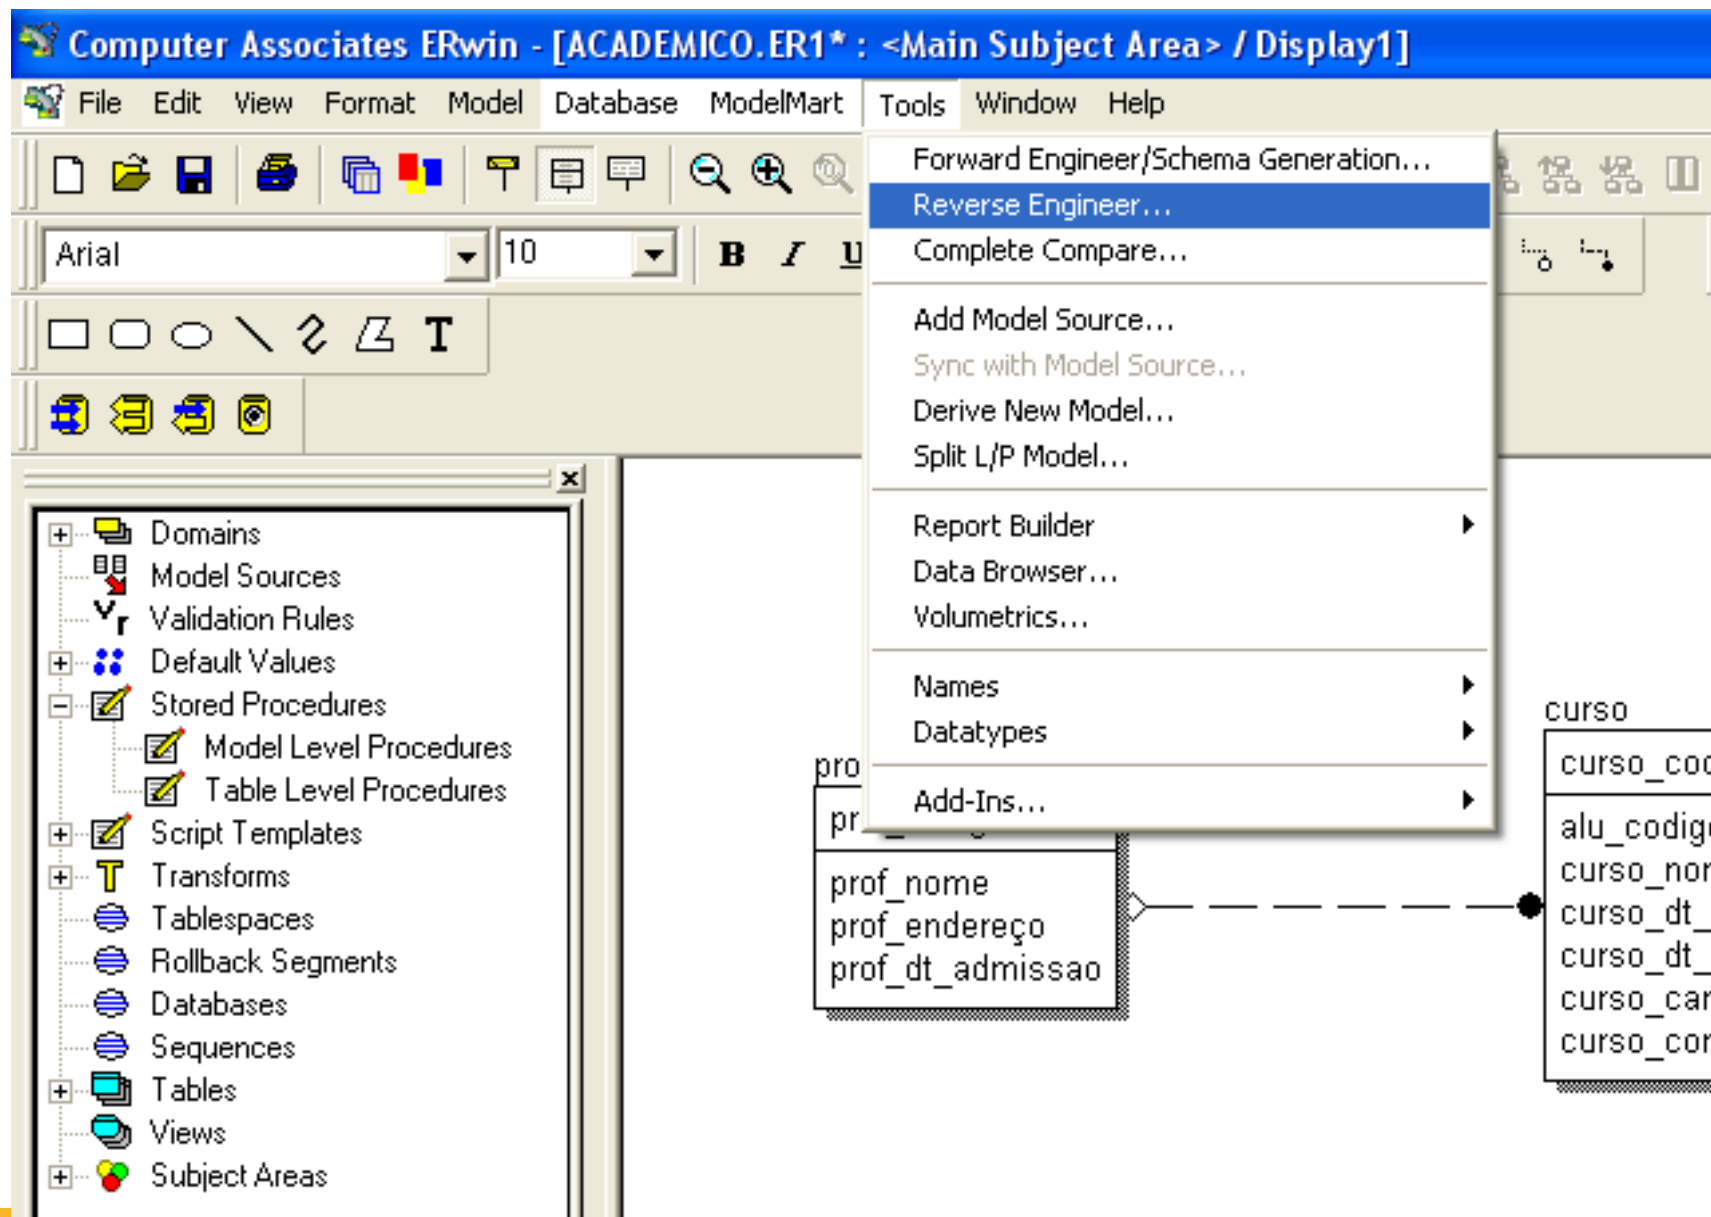 Computer Associates ERwin - [ACADEMICO.ER1* : <Main Subject Area> / Display1]
File Edit View Format Model Database ModelMart Tools Window Help
Forward Engineer/Schema Generation...
Reverse Engineer...
Complete Compare...
Add Model Source...
Sync with Model Source...
Derive New Model...
Split L/P Model...
Report Builder
Data Browser...
Volumetrics...
Names
Datatypes
Add-Ins...
Arial 10 B I U
T
Domains
Model Sources
Validation Rules
Default Values
Stored Procedures
Model Level Procedures
Table Level Procedures
Script Templates
Transforms
Tablespaces
Rollback Segments
Databases
Sequences
Tables
Views
Subject Areas
prof_nome
prof_endereço
prof_dt_admissao
curso